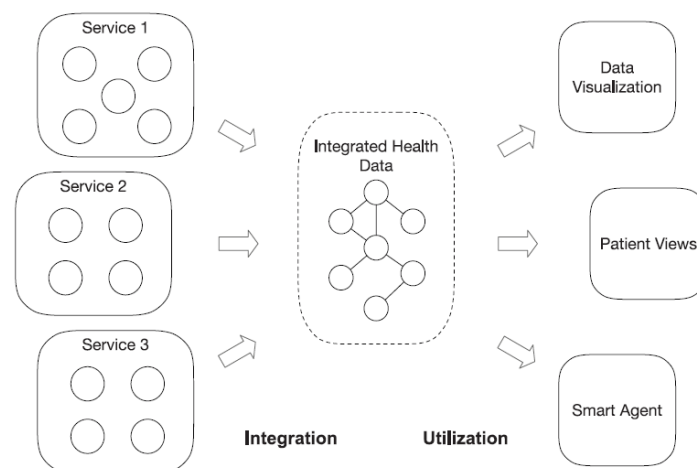 Service 1
Service 2
Service 3
Integrated Health
Data
Integration
Utilization
Data
Visualization
Patient Views
Smart Agent